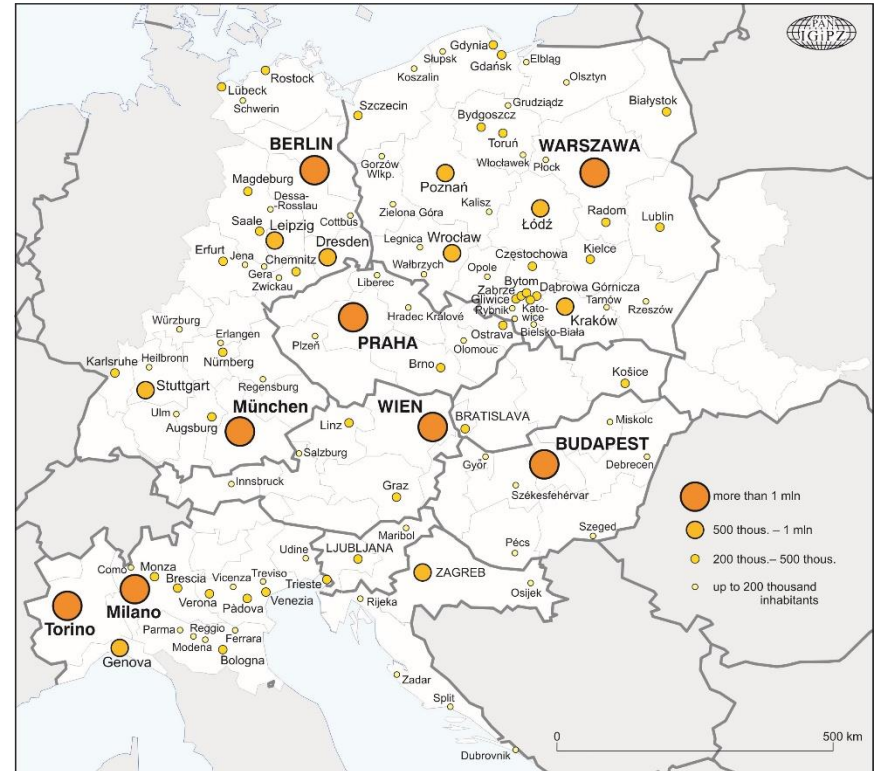 PAN
IGiPZ
Gdynia
Słupsk
Koszalin
Gdańsk
Elbląg
Olsztyn
Rostock
Lübeck
Schwerin
Szczecin
Grudziądz
Białystok
Bydgoszcz
Toruń
BERLIN
WARSZAWA
Włocławek
Płock
Gorzów
Wlkp.
Poznań
Magdeburg
Dessa-
-Rosslau
Zielona Góra
Kalisz
Cottbus
Saale
Leipzig
Łódź
Radom
Lublin
Legnica
Wrocław
Dresden
Erfurt
Jena
Chemnitz
Gera
Zwickau
Wałbrzych
Opole
Częstochowa
Kielce
Bytom
Zabrze
Dąbrowa Górnicza
Gliwice
Rybnik
Kato-
wice
Tarnów
Rzeszów
Kraków
Bielsko-Biała
Liberec
Hradec Králové
PRAHA
Plzeň
Ostrava
Olomouc
Brno
Würzburg
Erlangen
Nürnberg
Karlsruhe
Heilbronn
Stuttgart
Regensburg
Ulm
Augsburg
München
Košice
WIEN
Linz
BRATISLAVA
Miskolc
BUDAPEST
Salzburg
Győr
Debrecen
Székesfehérvar
Innsbruck
Graz
Pécs
Szeged
Maribol
LJUBLJANA
Udine
Como
Monza
Brescia
Vicenza
Treviso
Trieste
ZAGREB
Verona
Pàdova
Venezia
Osijek
Milano
Torino
Rijeka
Parma
Reggio
Ferrara
Modena
Bologna
Genova
Zadar
Split
Dubrovnik
more than 1 mln
500 thous. – 1 mln
200 thous.– 500 thous.
up to 200 thousand
inhabitants
0
500 km